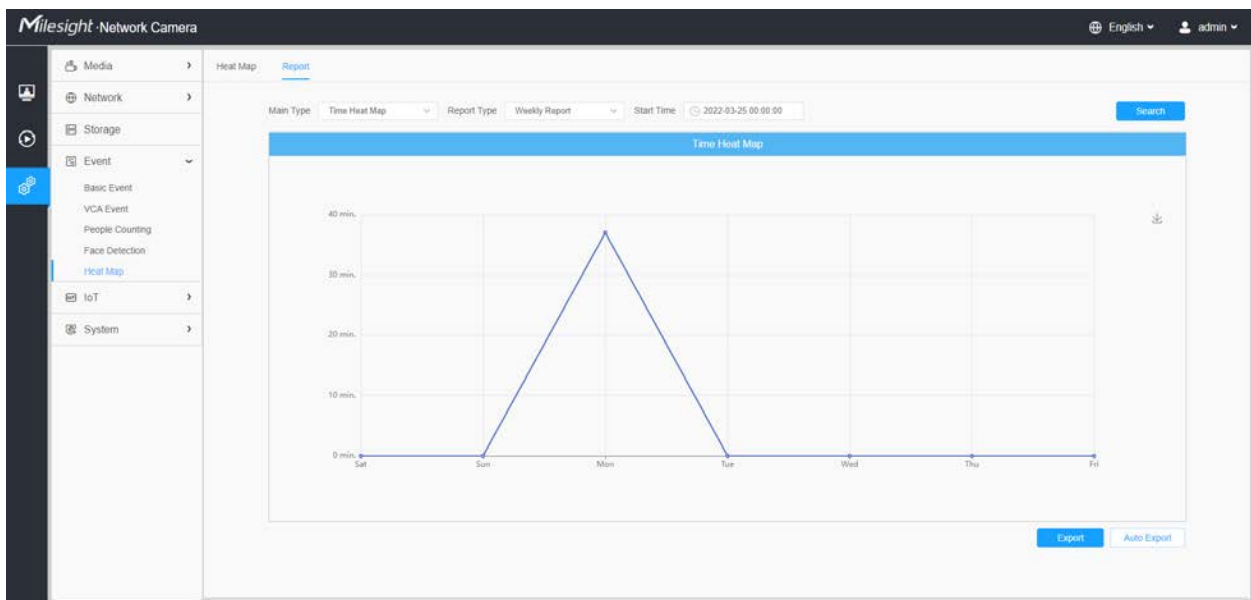 Milesight·Network Camera
English
admin
Media
Network
Storage
Event
Basic Event
VCA Event
People Counting
Face Detection
Heat Map
IoT
System
Heat Map Report
Main Type Time Heat Map Report Type Weekly Report Start Time 2022-03-25 00:00:00 Search
Time Heat Map
40 min.
30 min.
20 min.
10 min.
0 min.
Sat Sun Mon Tue Wed Thu Fri
Export Auto Export